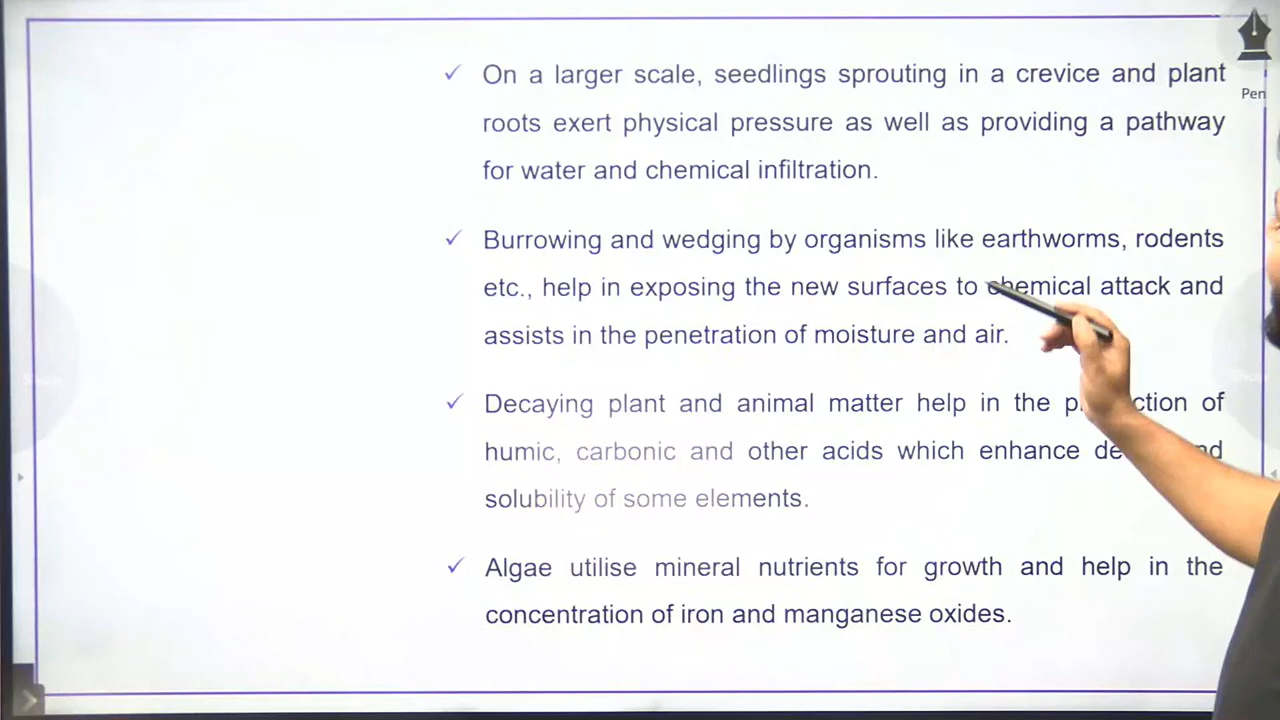 ✓ On a larger scale, seedlings sprouting in a crevice and plant
roots exert physical pressure as well as providing a pathway
for water and chemical infiltration.
✓ Burrowing and wedging by organisms like earthworms, rodents
etc., help in exposing the new surfaces to chemical attack and
assists in the penetration of moisture and air.
✓ Decaying plant and animal matter help in the of
humic, carbonic and other acids which enhance
solubility of some elements.
✓ Algae utilise mineral nutrients for growth and help in the
concentration of iron and manganese oxides.
Pen